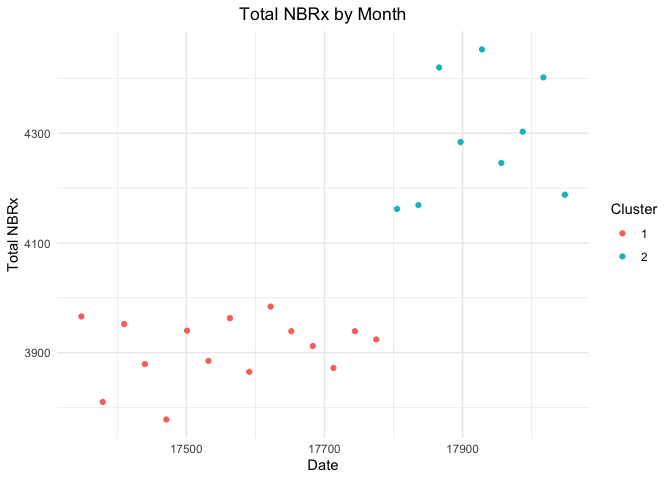 Total NBRx by Month
Total NBRx
4300
4100
3900
17500 17700 17900
Date
Cluster
1
2